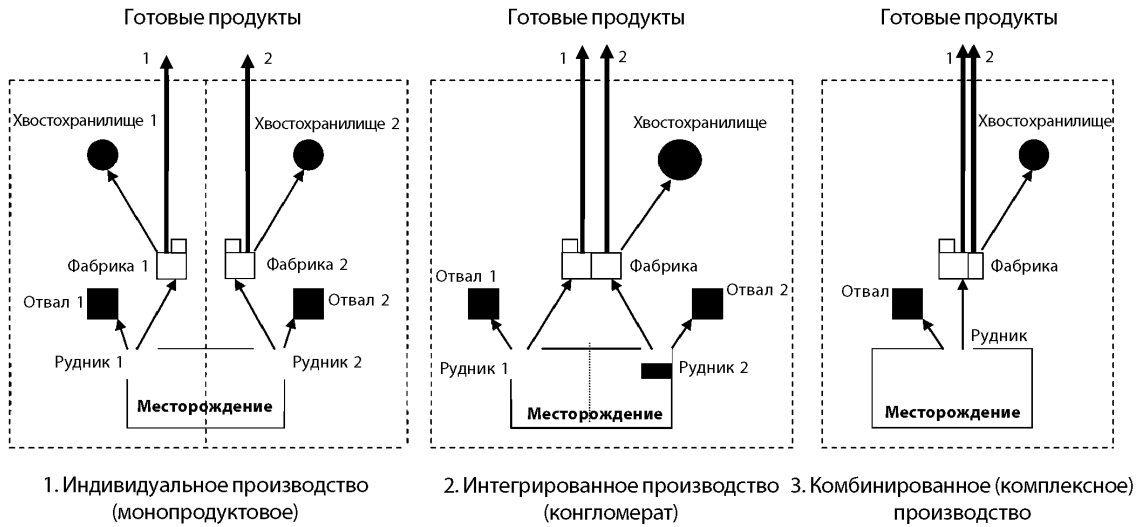 Готовые продукты
1
2
Хвостохранилище 1
Хвостохранилище 2
Фабрика 1
Фабрика 2
Отвал 1
Отвал 2
Рудник 1
Рудник 2
Месторождение
1. Индивидуальное производство
(монопродуктовое)
Готовые продукты
1
2
Хвостохранилище
Фабрика
Отвал 1
Отвал 2
Рудник 1
Рудник 2
Месторождение
2. Интегрированное производство
(конгломерат)
Готовые продукты
1
2
Хвостохранилище
Фабрика
Отвал
Рудник
Месторождение
3. Комбинированное (комплексное)
производство